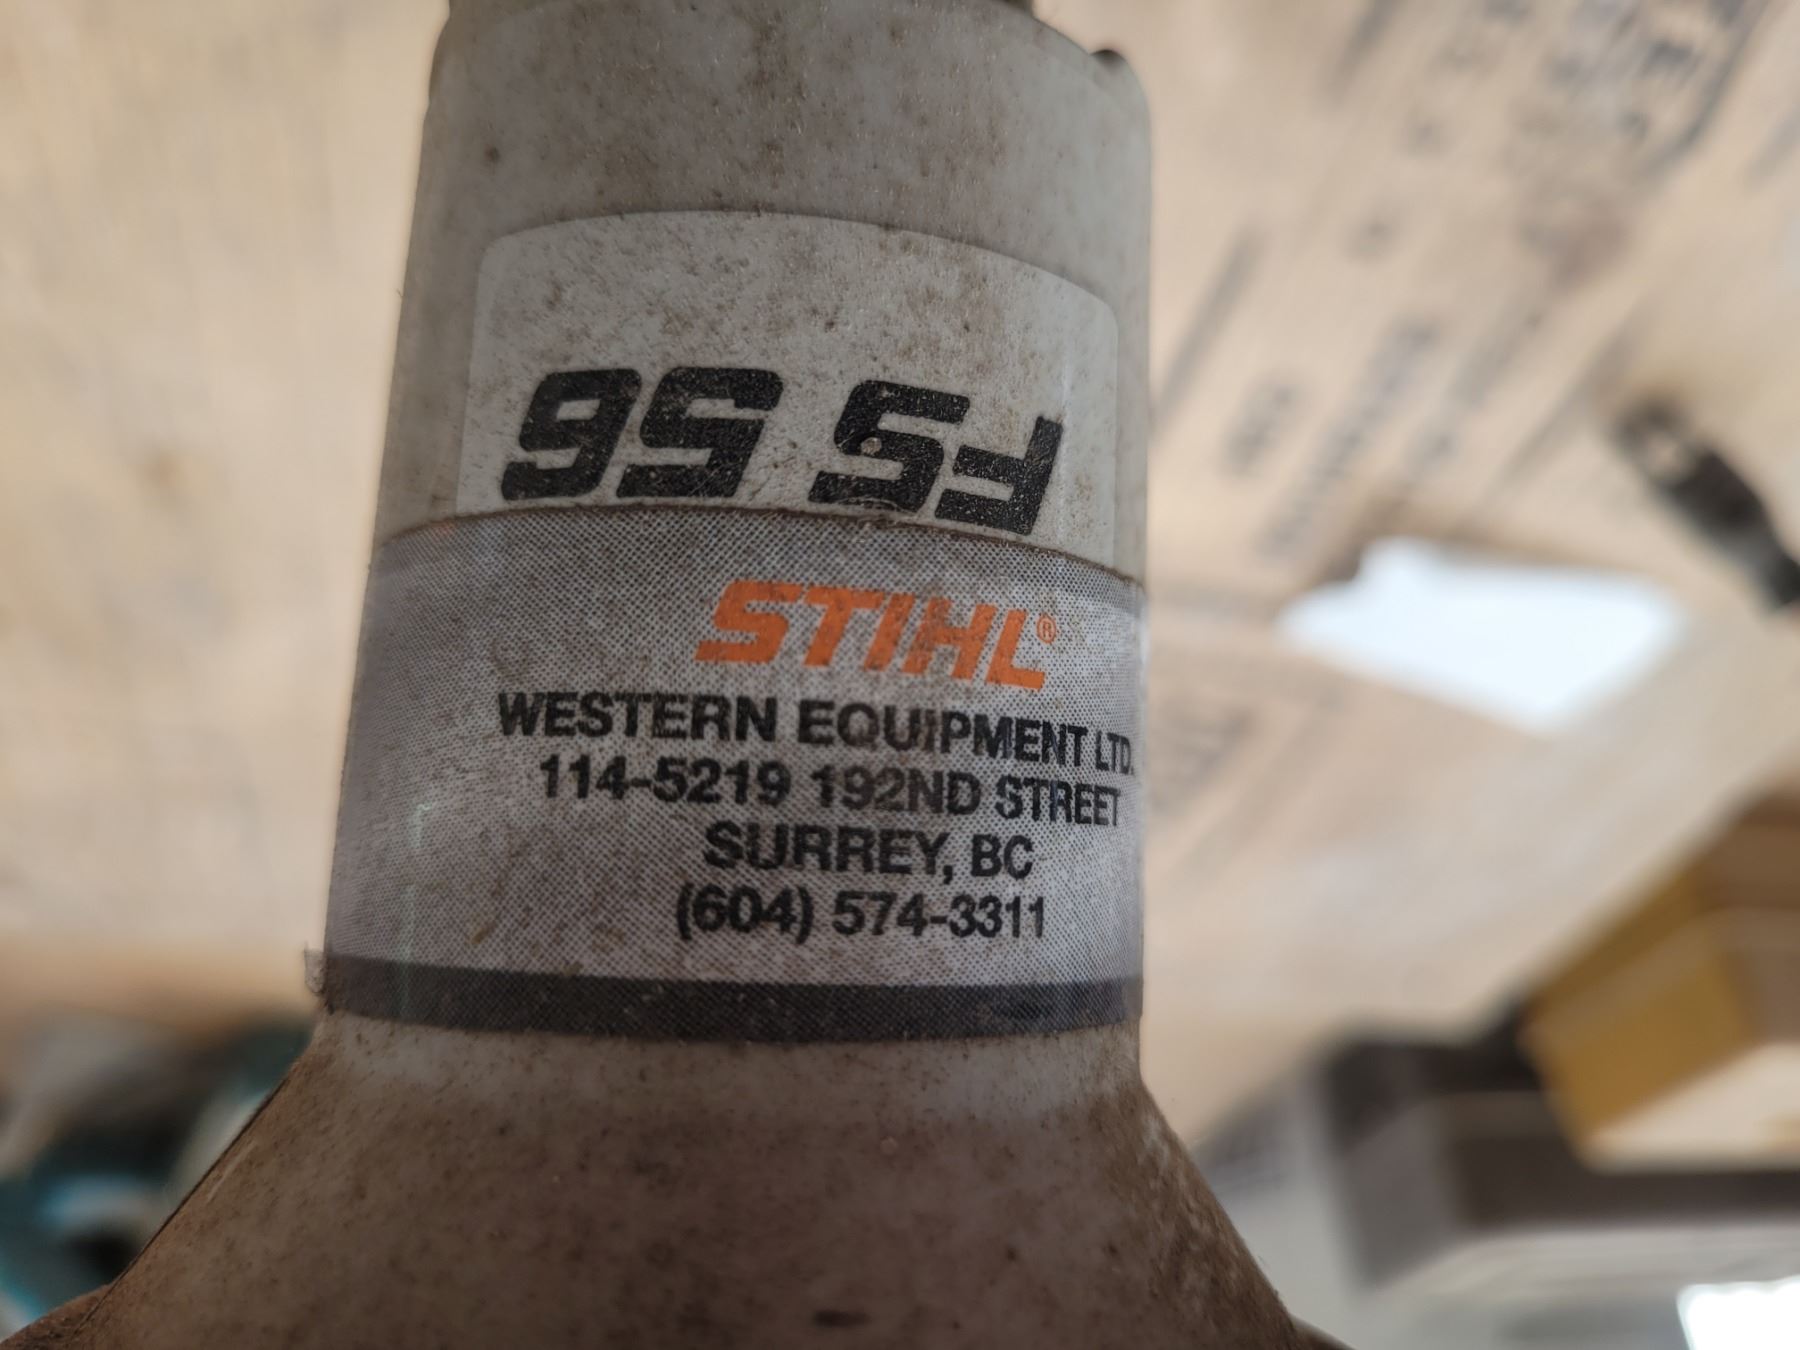 FS 56
STIHL®
WESTERN EQUIPMENT LTD.
114-5219 192ND STREET
SURREY, BC
(604) 574-3311